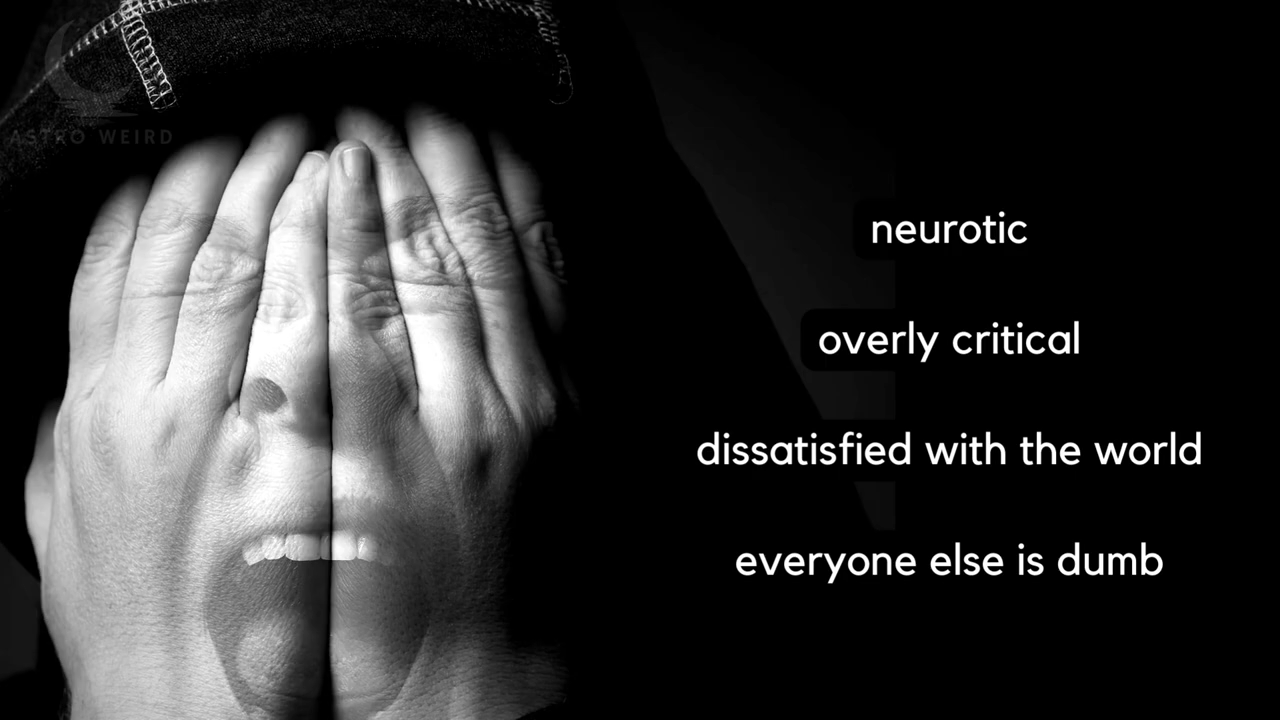 ASTRO WEIRD
neurotic
overly critical
dissatisfied with the world
everyone else is dumb